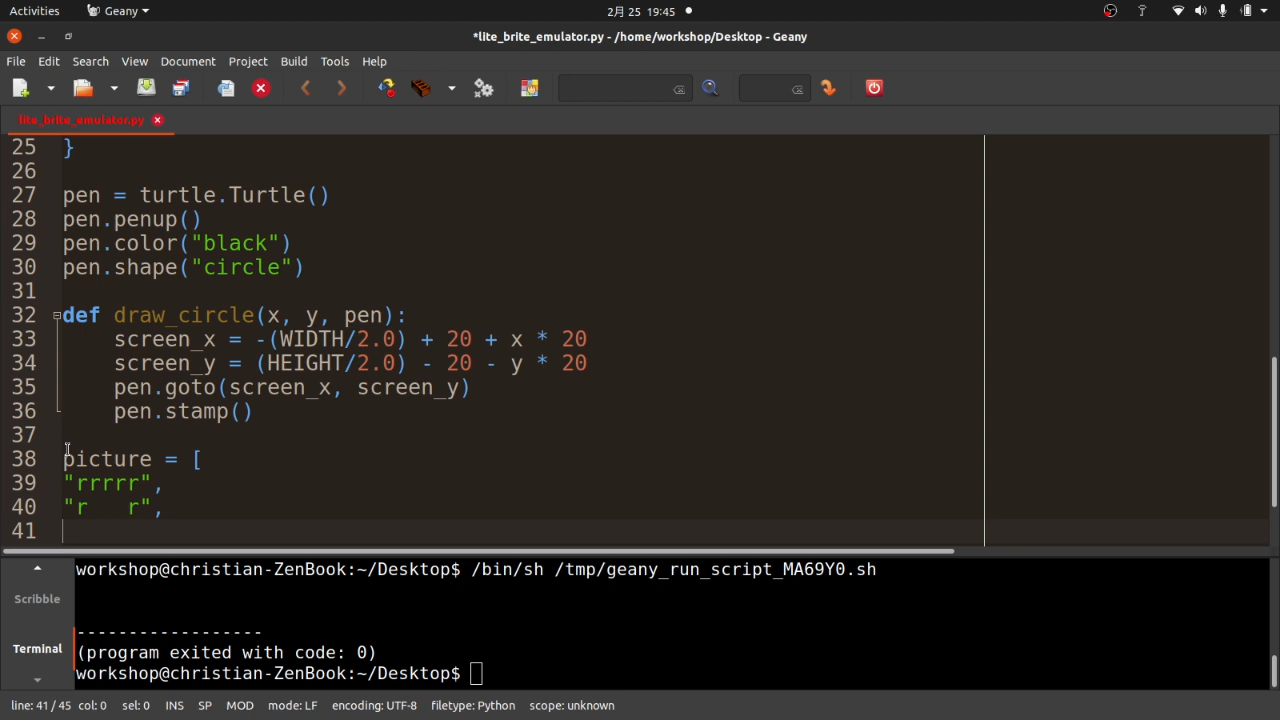 Activities Geany 2月 25 19:45
*lite_brite_emulator.py - /home/workshop/Desktop - Geany
File Edit Search View Document Project Build Tools Help
lite_brite_emulator.py
25 }
26
27 pen = turtle.Turtle()
28 pen.penup()
29 pen.color("black")
30 pen.shape("circle")
31
32 def draw_circle(x, y, pen):
33     screen_x = -(WIDTH/2.0) + 20 + x * 20
34     screen_y = (HEIGHT/2.0) - 20 - y * 20
35     pen.goto(screen_x, screen_y)
36     pen.stamp()
37
38 picture = [
39 "rrrrr",
40 "r   r",
41
workshop@christian-ZenBook:~/Desktop$ /bin/sh /tmp/geany_run_script_MA69Y0.sh
Scribble
------------------
Terminal
(program exited with code: 0)
workshop@christian-ZenBook:~/Desktop$
line: 41 / 45 col: 0 sel: 0 INS SP MOD mode: LF encoding: UTF-8 filetype: Python scope: unknown